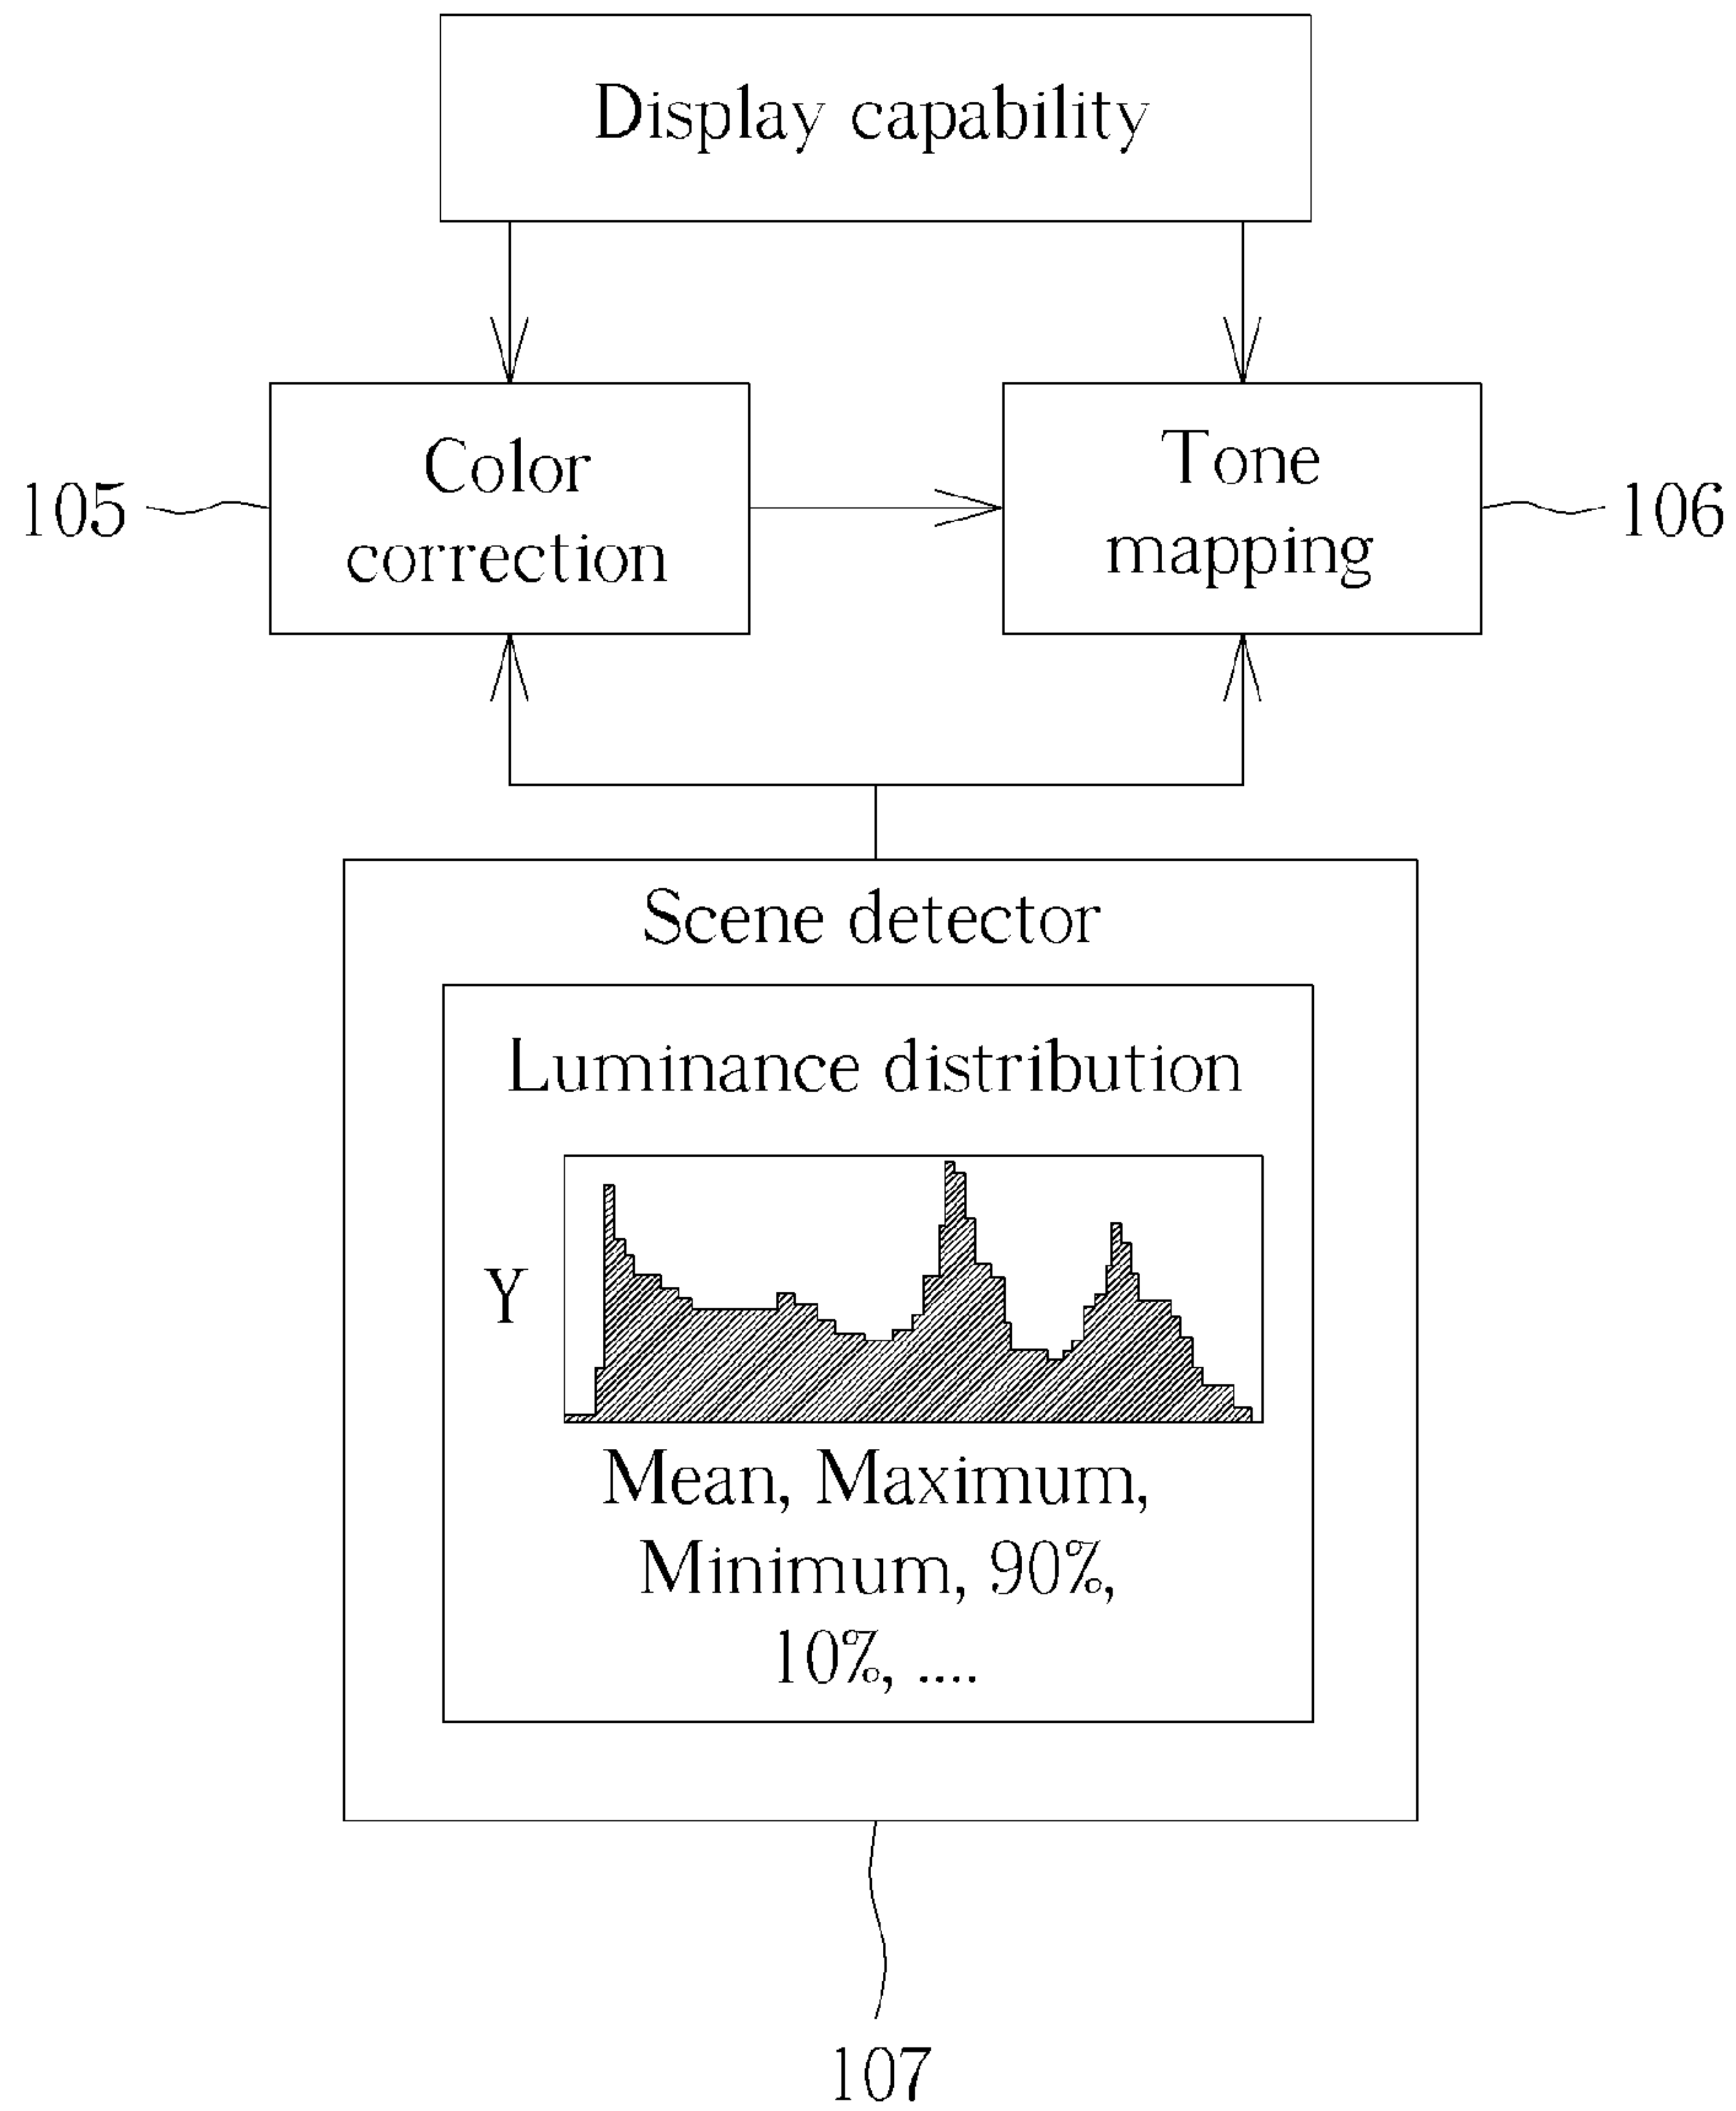 Display capability
Color
correction
Tone
mapping
105
106
Scene detector
Luminance distribution
Y
Mean, Maximum,
Minimum, 90%,
10%, ....
107